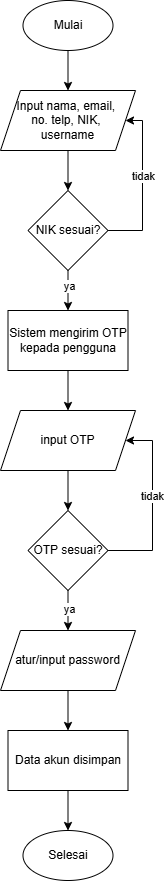 Mulai
Input nama, email,
no. telp, NIK,
username
tidak
NIK sesuai?
ya
Sistem mengirim OTP
kepada pengguna
input OTP
tidak
OTP sesuai?
ya
atur/input password
Data akun disimpan
Selesai